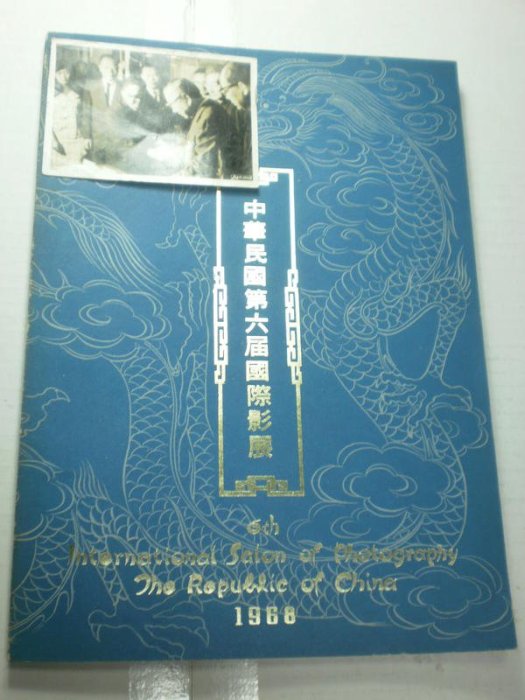 中華民國第六屆國際影展
6th
International Salon of Photography
The Republic of China
1968